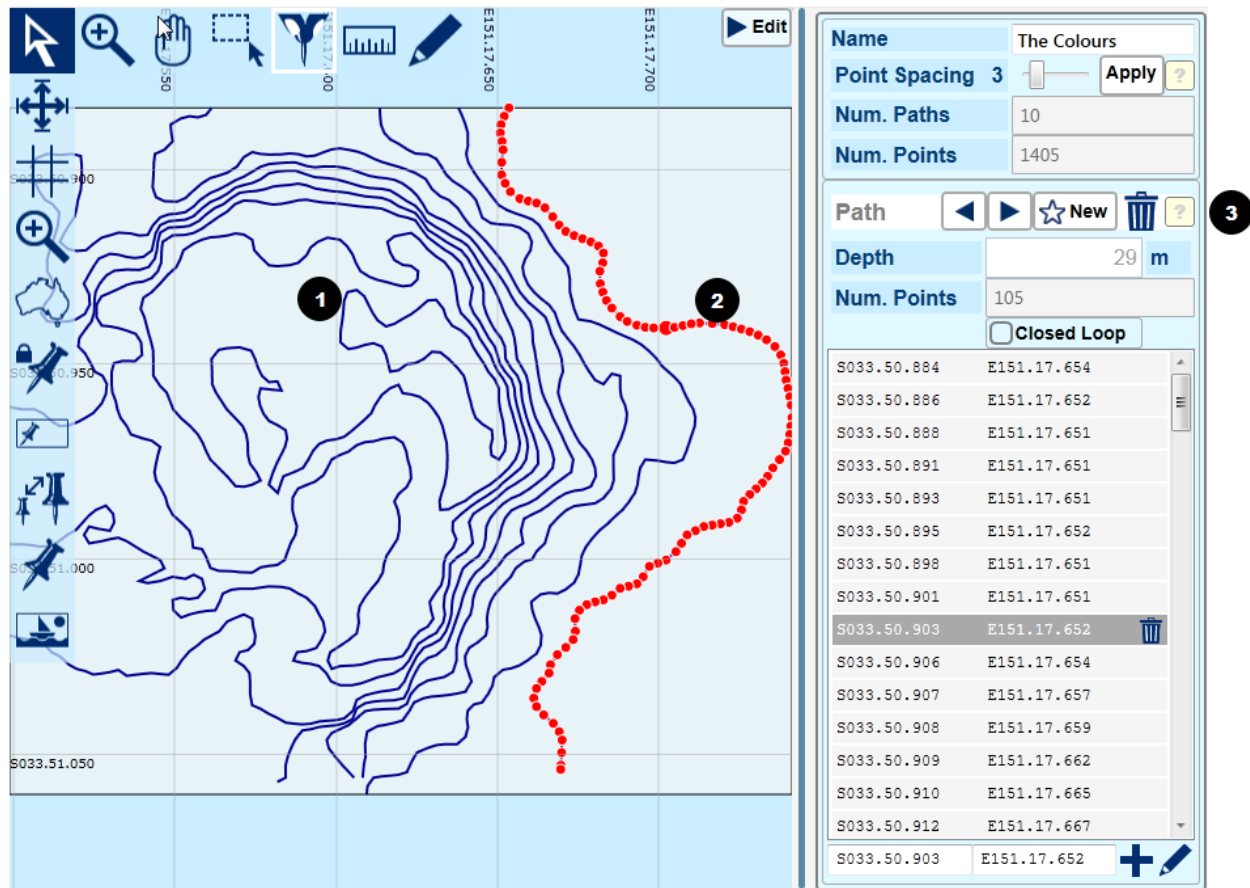 E151.17.650
E151.17.700
Edit
S033.51.050
1
2
3
Name The Colours
Point Spacing 3 Apply ?
Num. Paths 10
Num. Points 1405
Path New ?
Depth 29 m
Num. Points 105
Closed Loop
S033.50.884 E151.17.654
S033.50.886 E151.17.652
S033.50.888 E151.17.651
S033.50.891 E151.17.651
S033.50.893 E151.17.651
S033.50.895 E151.17.652
S033.50.898 E151.17.651
S033.50.901 E151.17.651
S033.50.903 E151.17.652
S033.50.906 E151.17.654
S033.50.907 E151.17.657
S033.50.908 E151.17.659
S033.50.909 E151.17.662
S033.50.910 E151.17.665
S033.50.912 E151.17.667
S033.50.903 E151.17.652